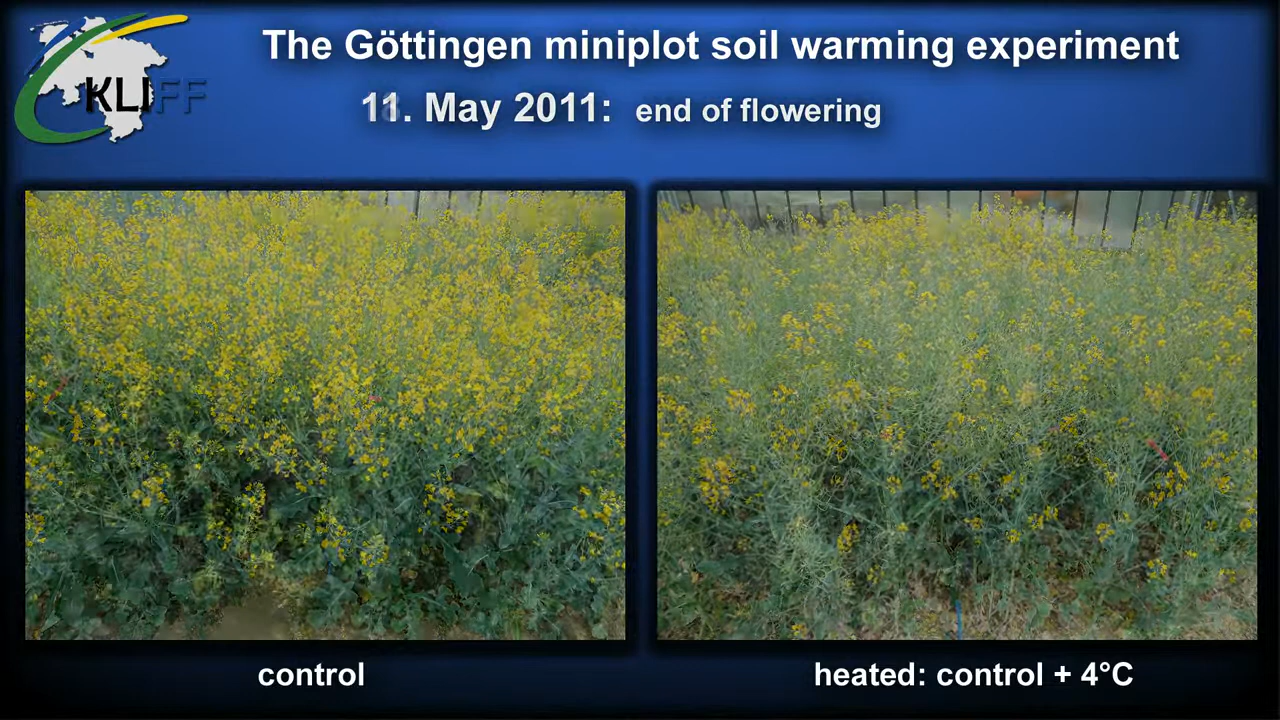 KLIFF
The Göttingen miniplot soil warming experiment
11. May 2011: end of flowering
control
heated: control + 4°C